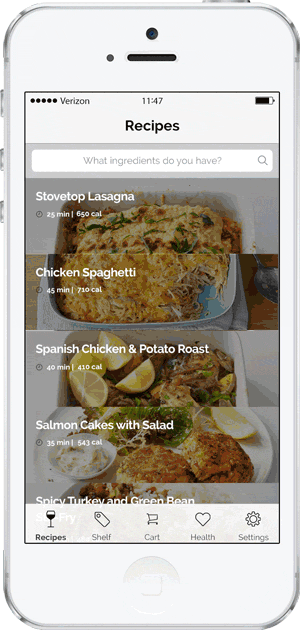 Verizon 11:47
Recipes
What ingredients do you have?
Stovetop Lasagna
25 min | 650 cal
Chicken Spaghetti
45 min | 710 cal
Spanish Chicken & Potato Roast
40 min | 410 cal
Salmon Cakes with Salad
35 min | 543 cal
Spicy Turkey and Green Bean
Stir-Fry
Recipes Shelf Cart Health Settings